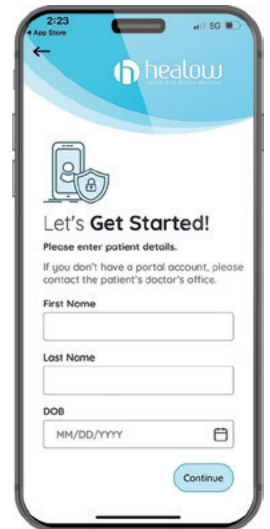 2:23
5G
App Store
healow
Let's Get Started!
Please enter patient details.
If you don't have a portal account, please
contact the patient's doctor's office.
First Name
Last Name
DOB
MM/DD/YYYY
Continue